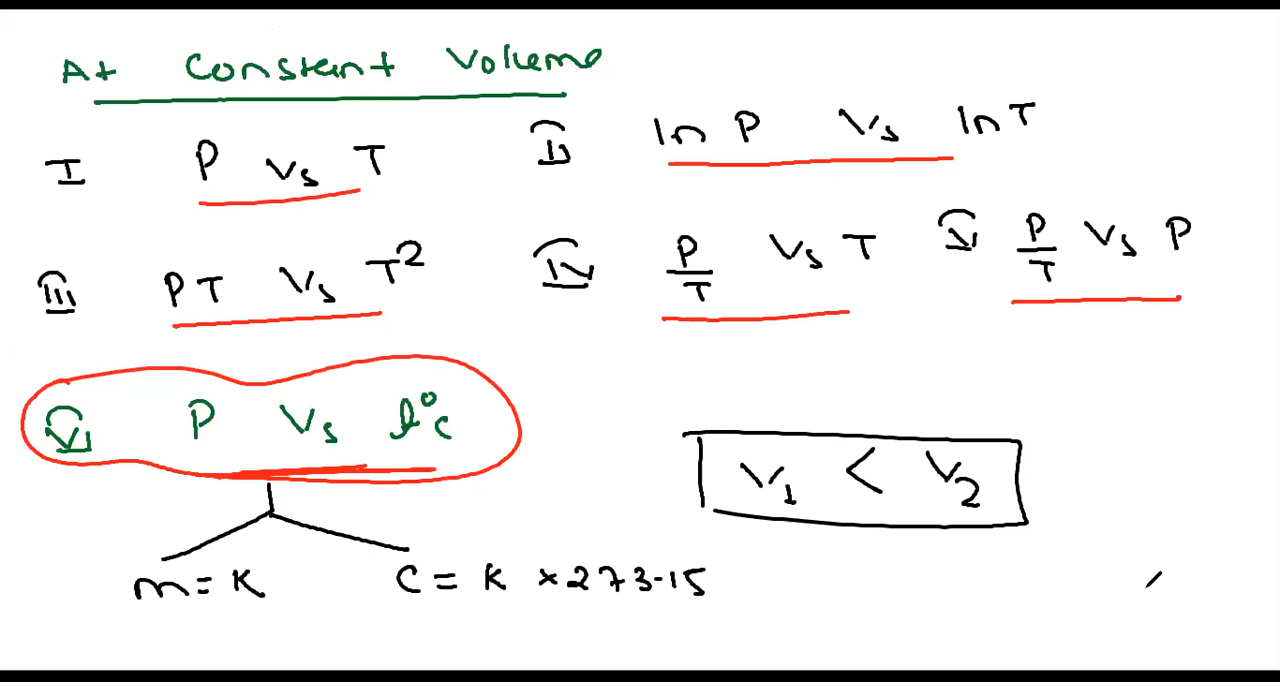 At Constant Volume
I P Vs T II ln P Vs ln T
III PT Vs T² IV P/T Vs T V P/T Vs P
VI P Vs t°c
V₁ < V₂
m = K C = K × 273.15